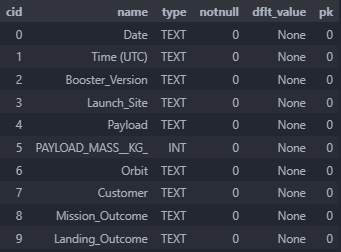 cid name type notnull dflt_value pk
0 Date TEXT 0 None 0
1 Time (UTC) TEXT 0 None 0
2 Booster_Version TEXT 0 None 0
3 Launch_Site TEXT 0 None 0
4 Payload TEXT 0 None 0
5 PAYLOAD_MASS__KG_ INT 0 None 0
6 Orbit TEXT 0 None 0
7 Customer TEXT 0 None 0
8 Mission_Outcome TEXT 0 None 0
9 Landing_Outcome TEXT 0 None 0